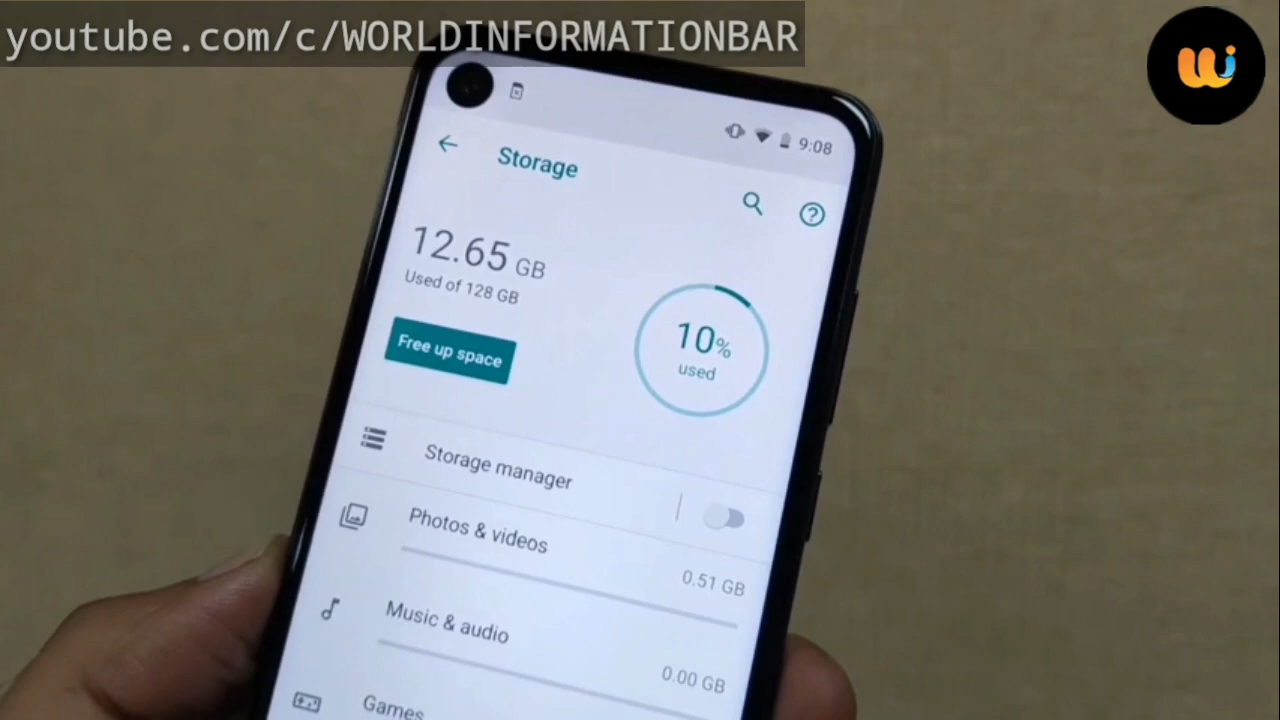 youtube.com/c/WORLDINFORMATIONBAR
Wi
9:08
Storage
12.65 GB
Used of 128 GB
10%
used
Free up space
Storage manager
Photos & videos
0.51 GB
Music & audio
0.00 GB
Games